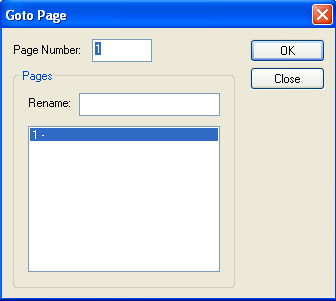 Goto Page
Page Number: 1
OK
Close
Pages
Rename:
1 -